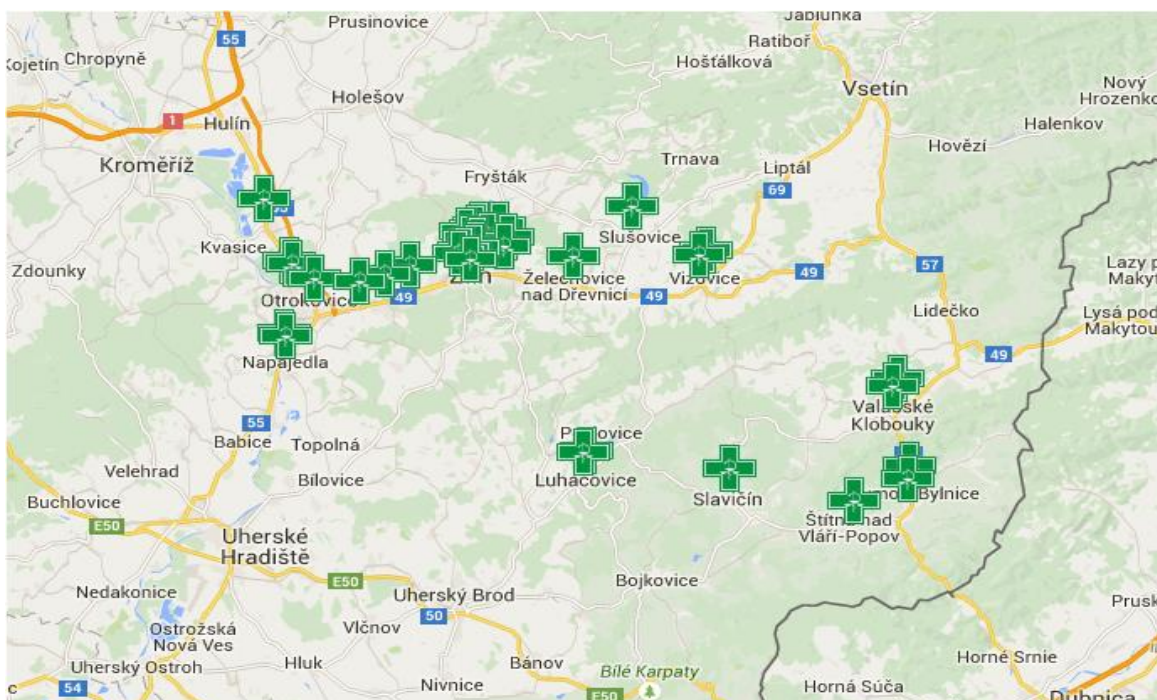 Prusinovice
Jablunka
55
Ratiboř
Kojetín
Chropyně
Hošťálková
Vsetín
Nový
Hrozenko
Holešov
1
Hulín
Halenkov
Hovězí
Kroměříž
Trnava
Liptál
Fryšták
69
Kvasice
Slušovice
Zdounky
57
Lazy p
Makyt
49
Želechovice
nad Dřevnicí
Vizovice
Otrokovice
49
49
Lidečko
Lysá pod
Makytou
49
Napajedla
Valašské
Klobouky
55
Babice
Topolná
Velehrad
Bílovice
Luhačovice
Slavičín
Bylnice
Buchlovice
Štítná nad
Vláří-Popov
E50
Uherské
Hradiště
E50
Bojkovice
Nedakonice
Uherský Brod
50
Prusk
Ostrožská
Nová Ves
Vlčnov
Uherský Ostroh
Hluk
Bánov
Horné Srnie
Bílé Karpaty
54
Nivnice
E50
Horná Súča
Dubnica